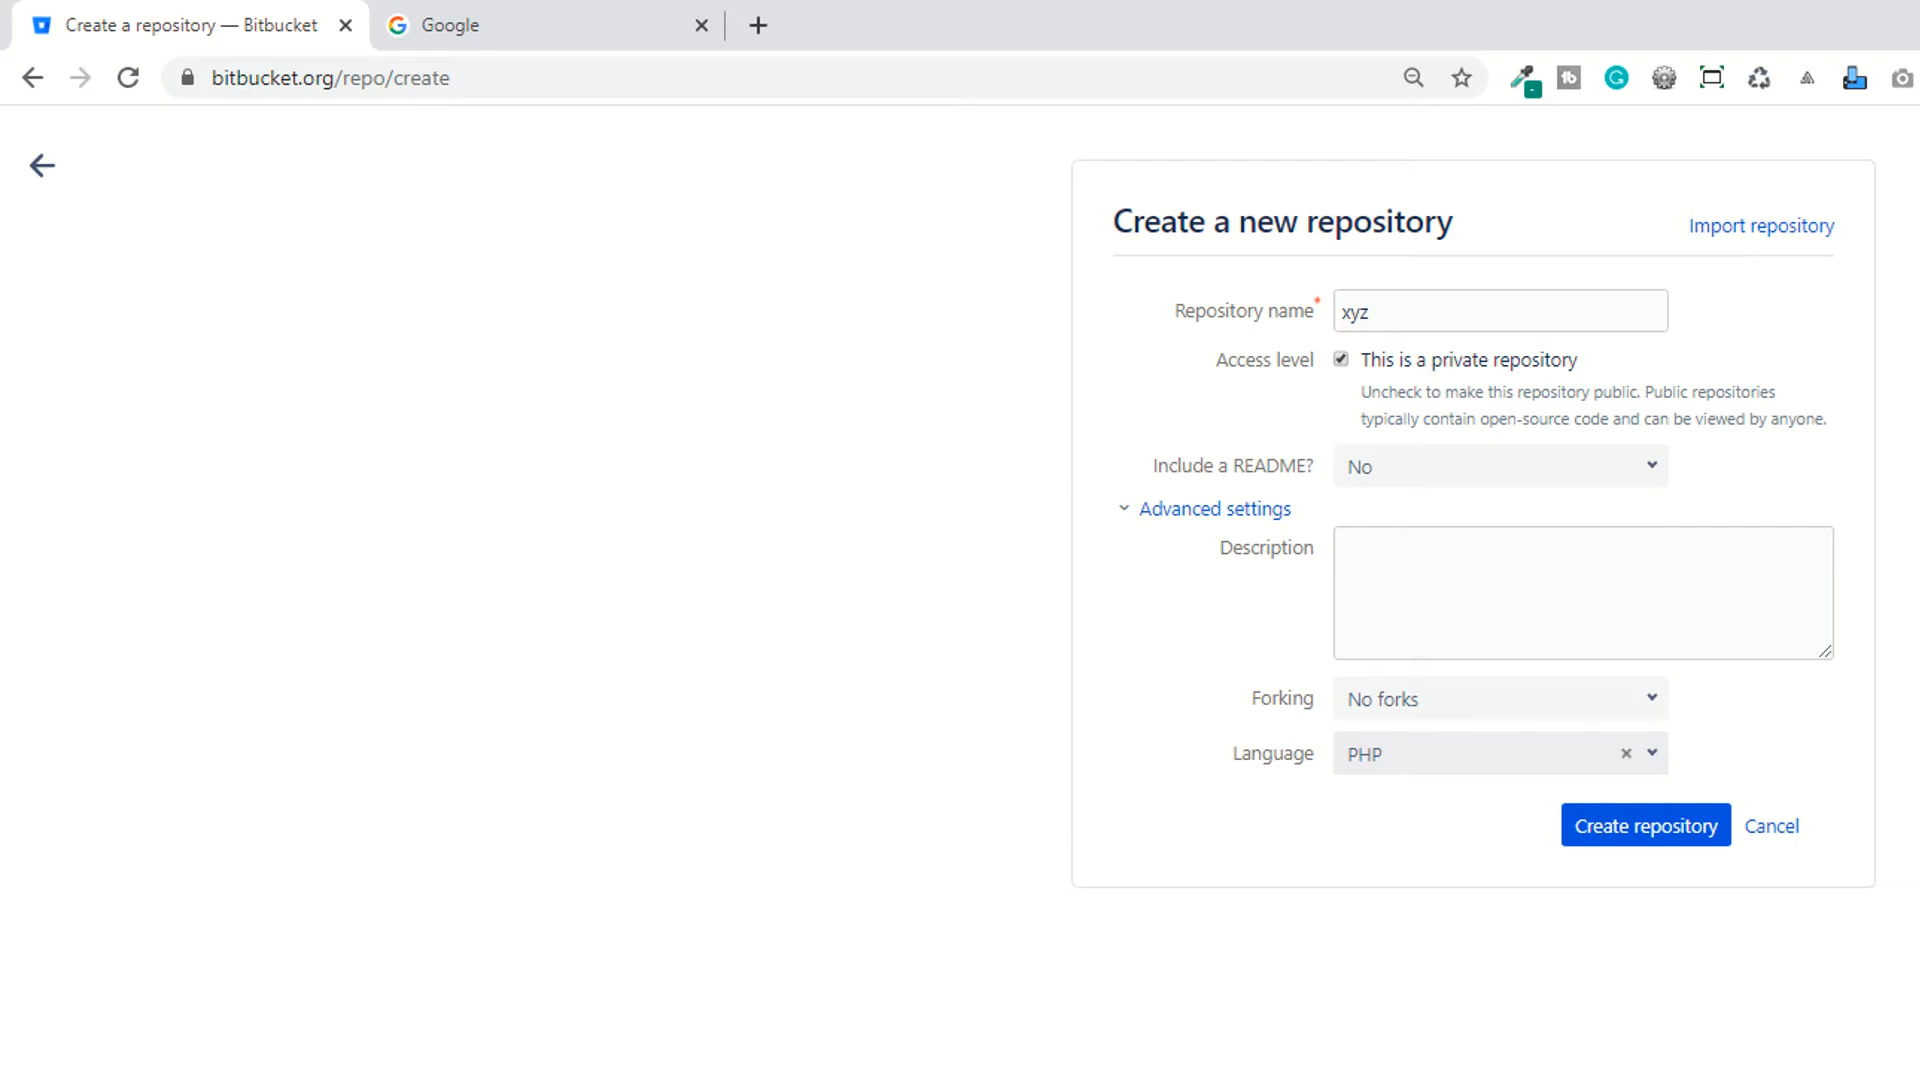 Create a repository — Bitbucket
Google
bitbucket.org/repo/create
Create a new repository
Import repository
Repository name*
xyz
Access level
This is a private repository
Uncheck to make this repository public. Public repositories
typically contain open-source code and can be viewed by anyone.
Include a README?
No
Advanced settings
Description
Forking
No forks
Language
PHP
Create repository
Cancel